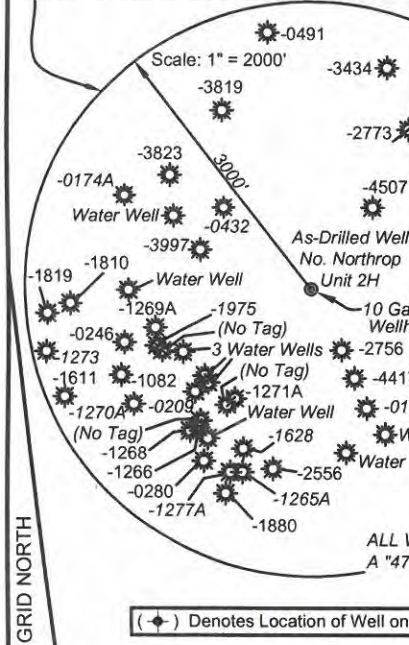 -0491
Scale: 1" = 2000'
-3434
-3819
-2773
-3823
3000'
-0174A
-4507
Water Well
-0432
As-Drilled Well
No. Northrop
Unit 2H
-3997
Water Well
-1810
-1819
10 Ga
Wellh
-1269A
-1975
(No Tag)
-0246
3 Water Wells
-2756
-1273
(No Tag)
-1082
-4417
-1611
-1271A
-0209
-01
-1270A
Water Well
(No Tag)
W
-1268
-1628
Water
-1266
-2556
-0280
-1265A
-1277A
-1880
ALL W
A "47
GRID NORTH
( ) Denotes Location of Well on